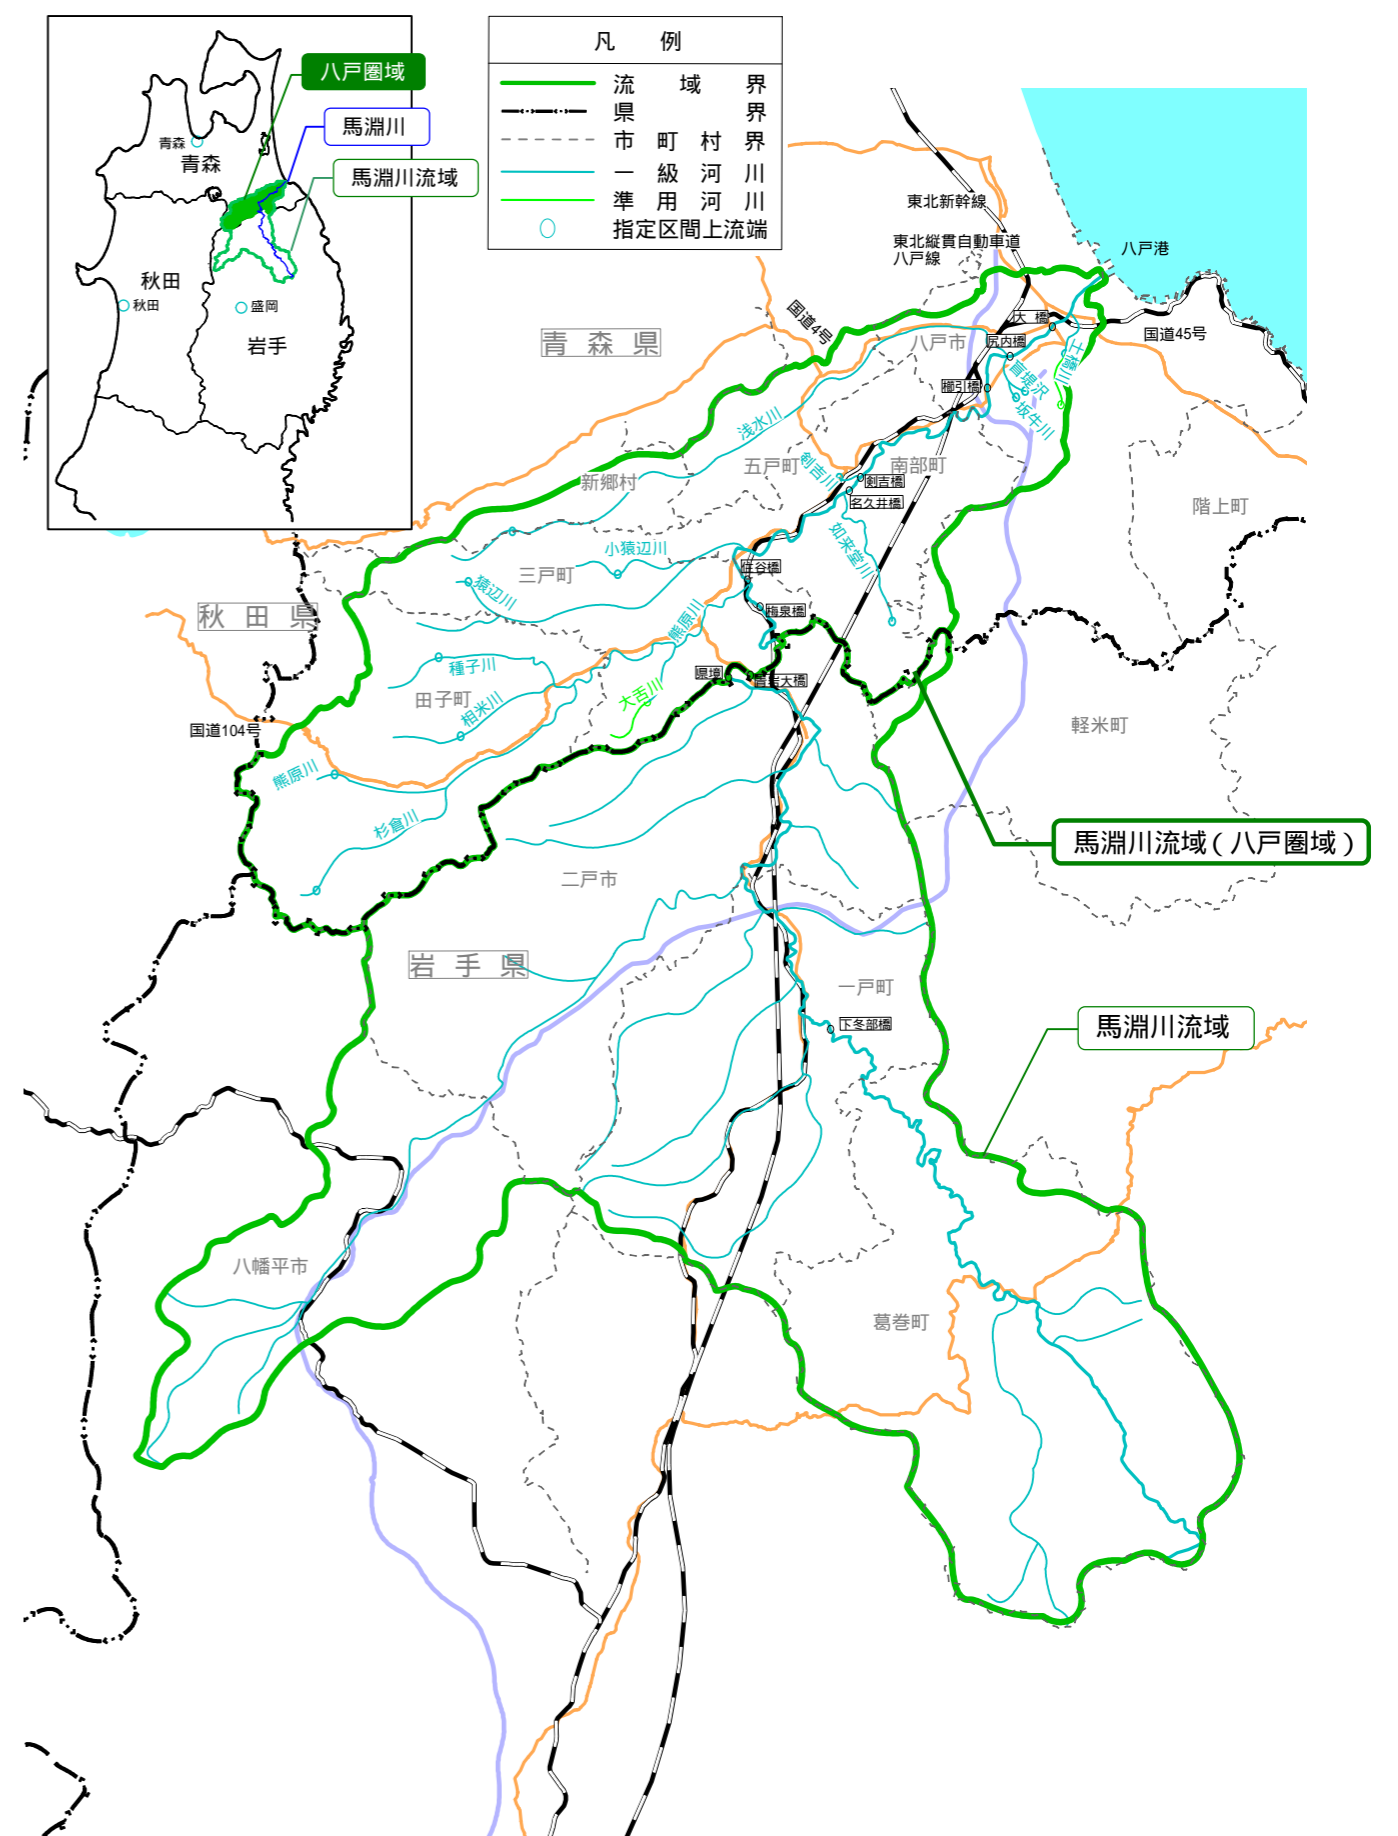 凡 例
流 域 界
県 界
市 町 村 界
一 級 河 川
準 用 河 川
指定区間上流端
八戸圏域
馬淵川
馬淵川流域
青森
青森
秋田
秋田
盛岡
岩手
東北新幹線
東北縦貫自動車道
八戸線
八戸港
国道4号
国道45号
青 森 県
八戸市
大 橋
尻内橋
櫛引橋
土橋川
盲堤沢
坂牛川
浅水川
五戸町
新郷村
剣吉川
剣吉橋
南部町
名久井橋
階上町
如来堂川
小猿辺川
三戸町
猿辺川
住谷橋
梅泉橋
秋 田 県
熊原川
種子川
田子町
相米川
大舌川
県境
青岩大橋
国道104号
熊原川
杉倉川
軽米町
馬淵川流域(八戸圏域)
二戸市
岩 手 県
一戸町
下冬部橋
馬淵川流域
八幡平市
葛巻町